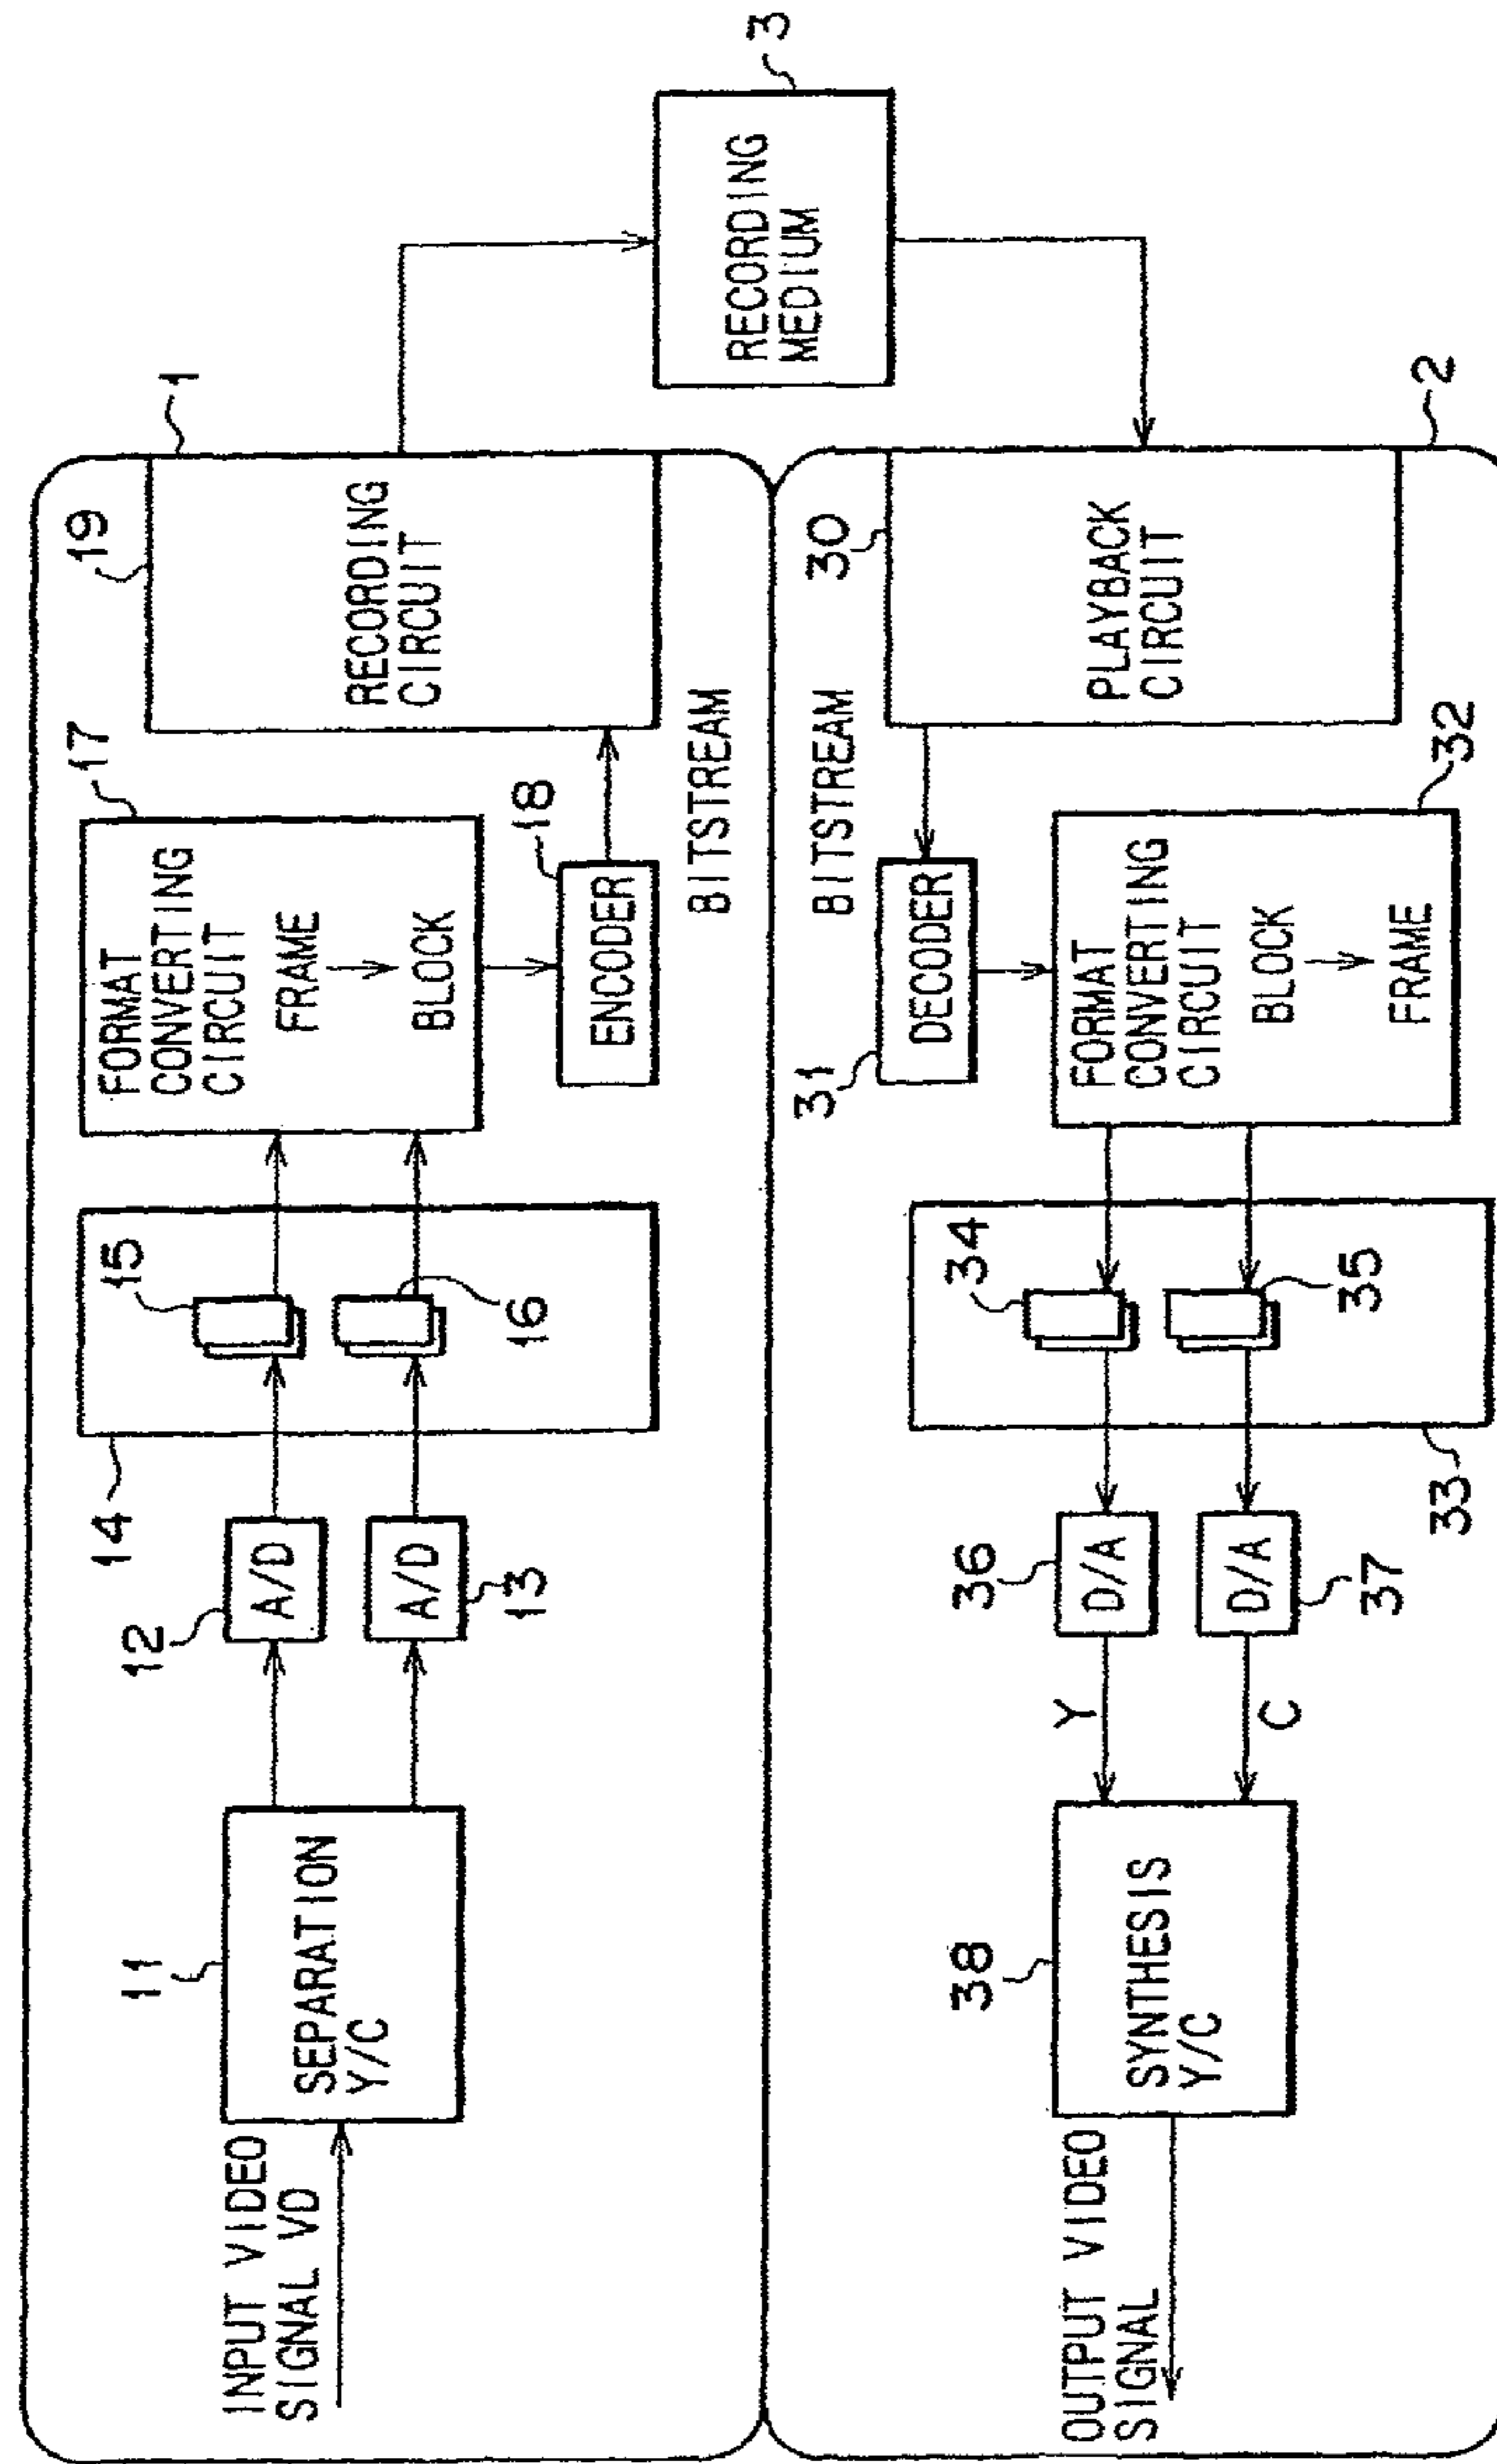 INPUT VIDEO
SIGNAL VD
11
SEPARATION
Y/C
12
A/D
A/D
13
14
15
16
17
FORMAT
CONVERTING
CIRCUIT
FRAME
BLOCK
18
ENCODER
BITSTREAM
19
RECORDING
CIRCUIT
1
3
RECORDING
MEDIUM
2
30
PLAYBACK
CIRCUIT
BITSTREAM
31
DECODER
32
FORMAT
CONVERTING
CIRCUIT
BLOCK
FRAME
33
34
35
36
D/A
D/A
37
Y
C
38
SYNTHESIS
Y/C
OUTPUT VIDEO
SIGNAL